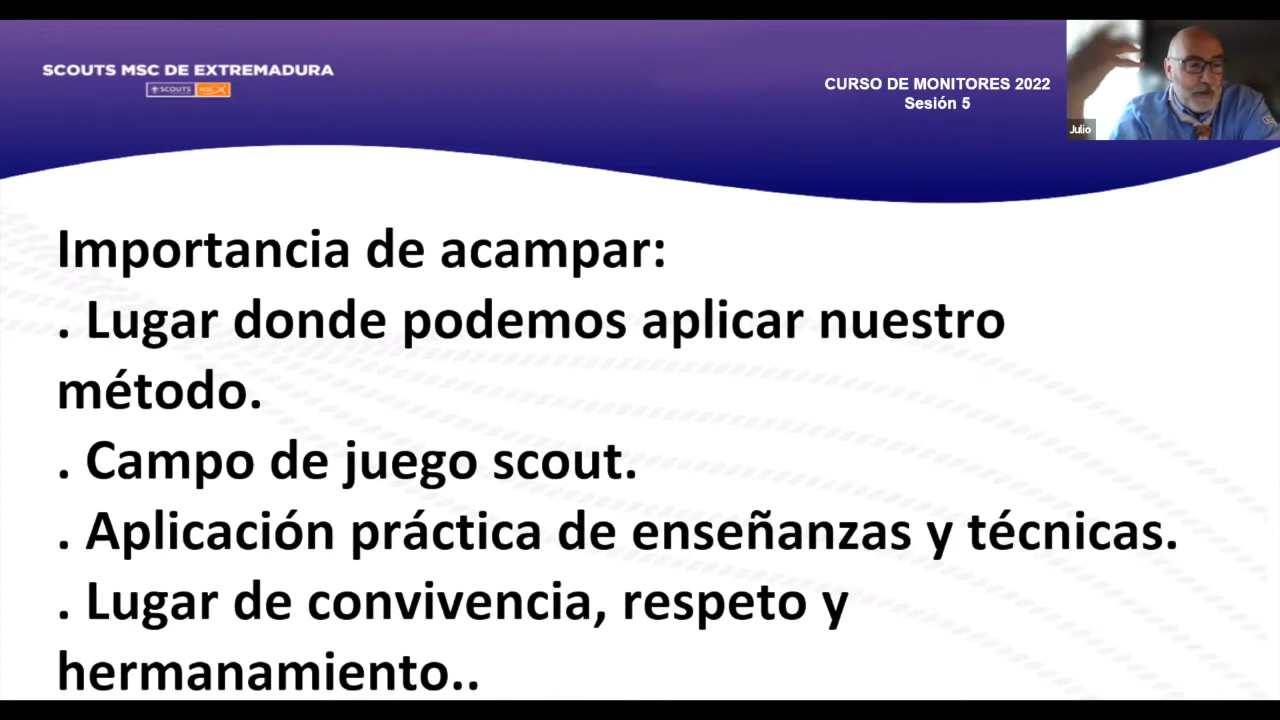 SCOUTS MSC DE EXTREMADURA
SCOUTS MSC
CURSO DE MONITORES 2022
Sesión 5
Julio
Importancia de acampar:
. Lugar donde podemos aplicar nuestro
método.
. Campo de juego scout.
. Aplicación práctica de enseñanzas y técnicas.
. Lugar de convivencia, respeto y
hermanamiento..